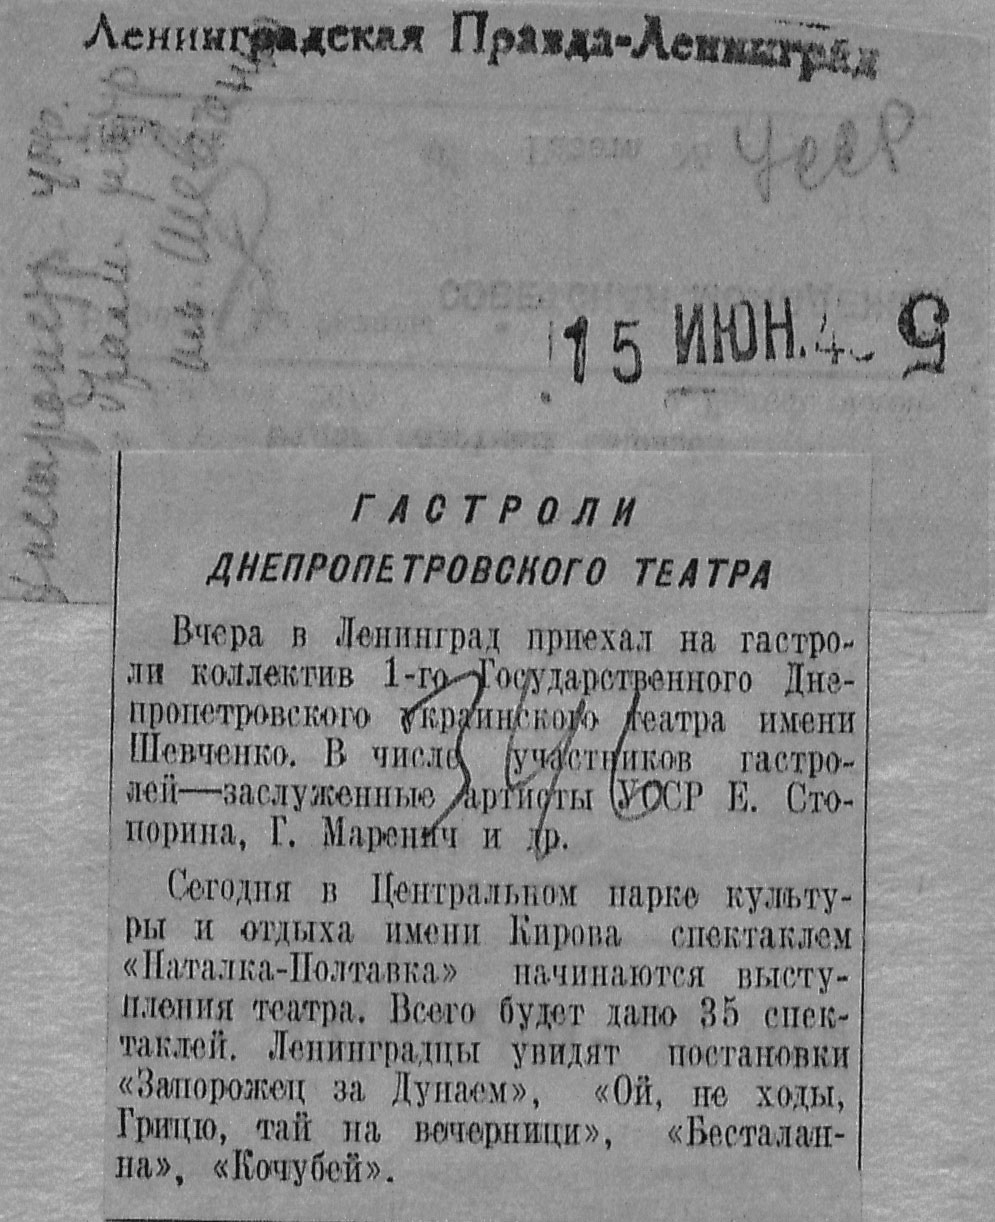 Ленинградская Правда-Ленинград
УССР
15 ИЮН. 4 9
им. Шевченко
ГАСТРОЛИ
ДНЕПРОПЕТРОВСКОГО ТЕАТРА
Вчера в Ленинград приехал на гастро-
ли коллектив 1-го Государственного Дне-
пропетровского украинского театра имени
Шевченко. В числе участников гастро-
лей—заслуженные артисты УССР Е. Сто-
порина, Г. Маренич и др.
Сегодня в Центральном парке культу-
ры и отдыха имени Кирова спектаклем
«Наталка-Полтавка» начинаются высту-
пления театра. Всего будет дано 35 спек-
таклей. Ленинградцы увидят постановки
«Запорожец за Дунаем», «Ой, не ходы,
Грицю, тай на вечерници», «Бесталан-
на», «Кочубей».